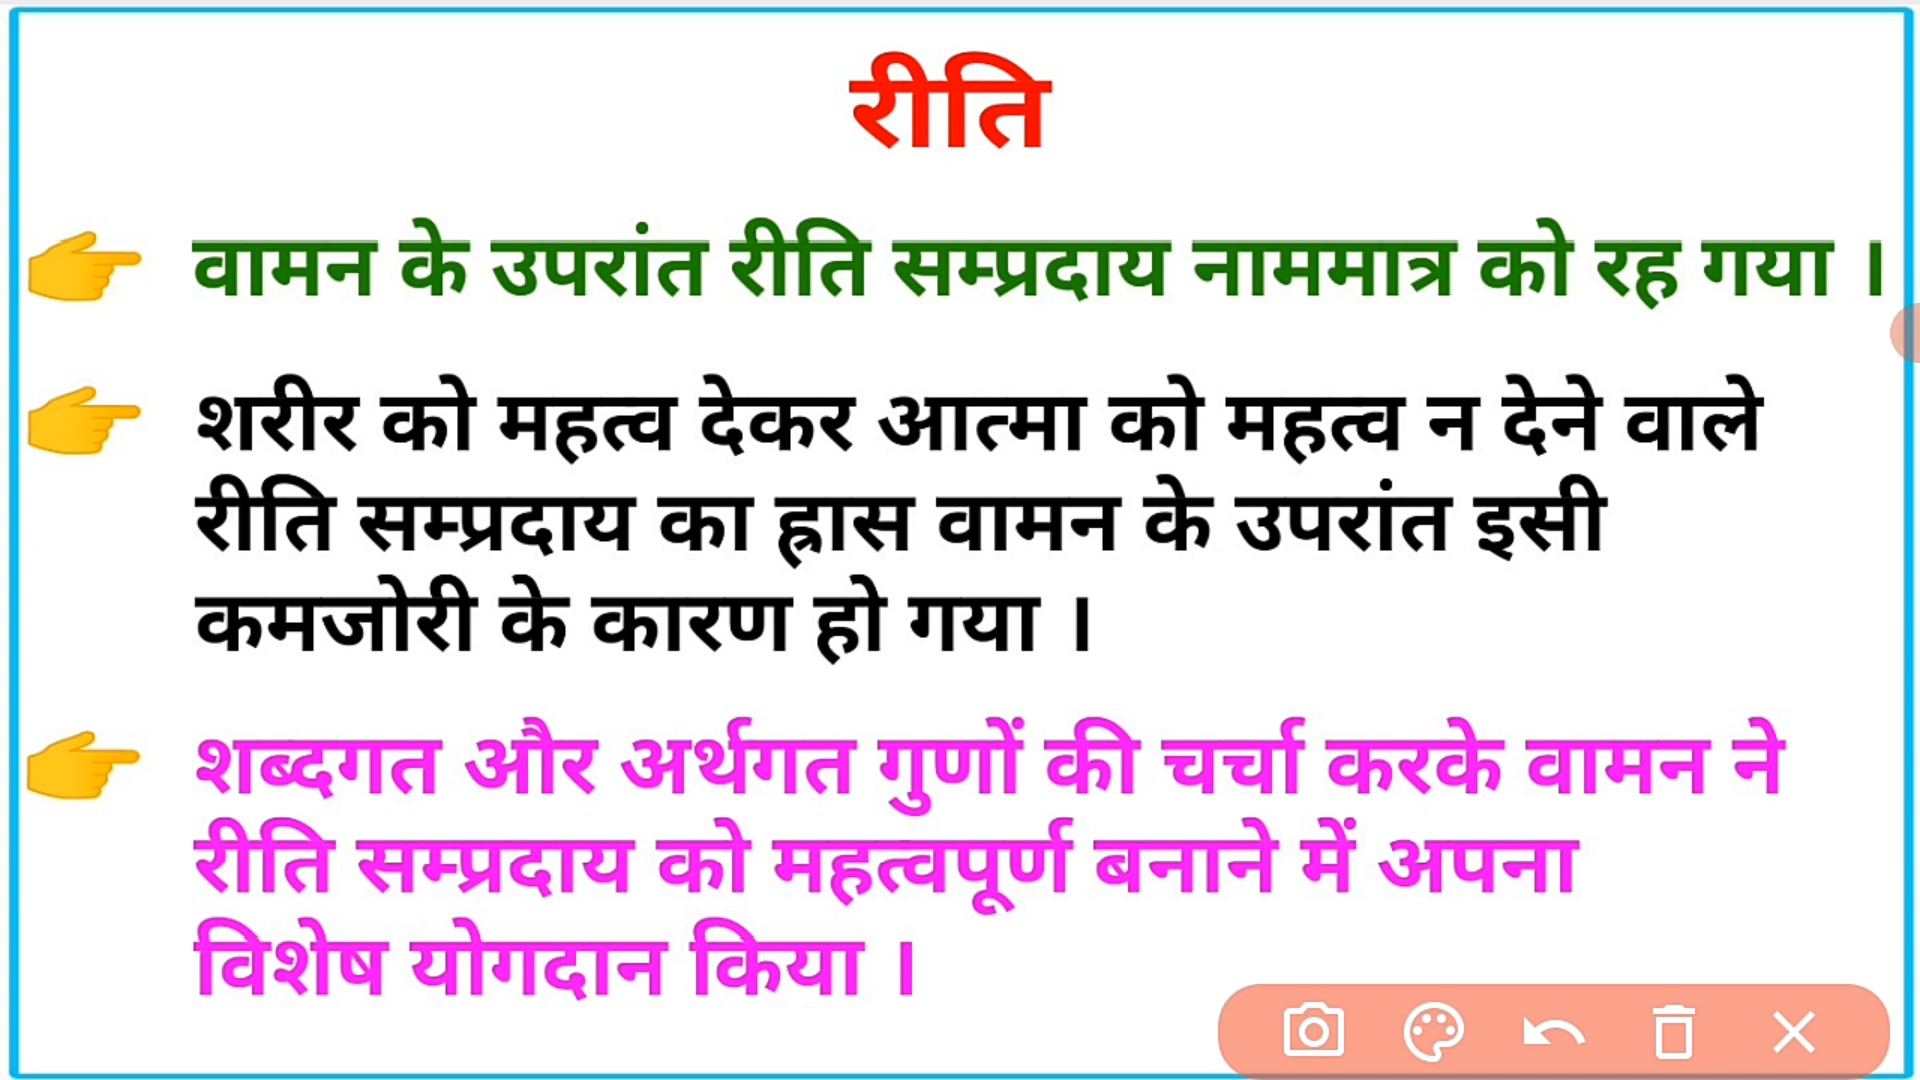 रीति
वामन के उपरांत रीति सम्प्रदाय नाममात्र को रह गया ।
शरीर को महत्व देकर आत्मा को महत्व न देने वाले
रीति सम्प्रदाय का ह्रास वामन के उपरांत इसी
कमजोरी के कारण हो गया ।
शब्दगत और अर्थगत गुणों की चर्चा करके वामन ने
रीति सम्प्रदाय को महत्वपूर्ण बनाने में अपना
विशेष योगदान किया ।